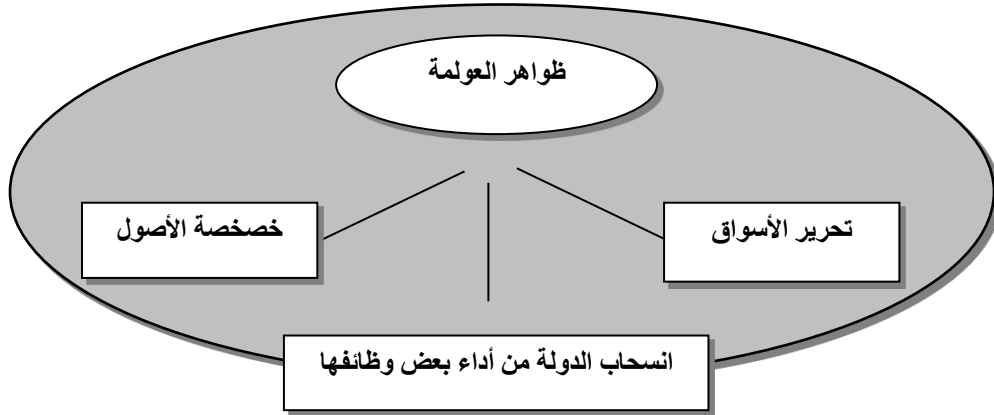 ظواهر العولمة
تحرير الأسواق
خصخصة الأصول
انسحاب الدولة من أداء بعض وظائفها